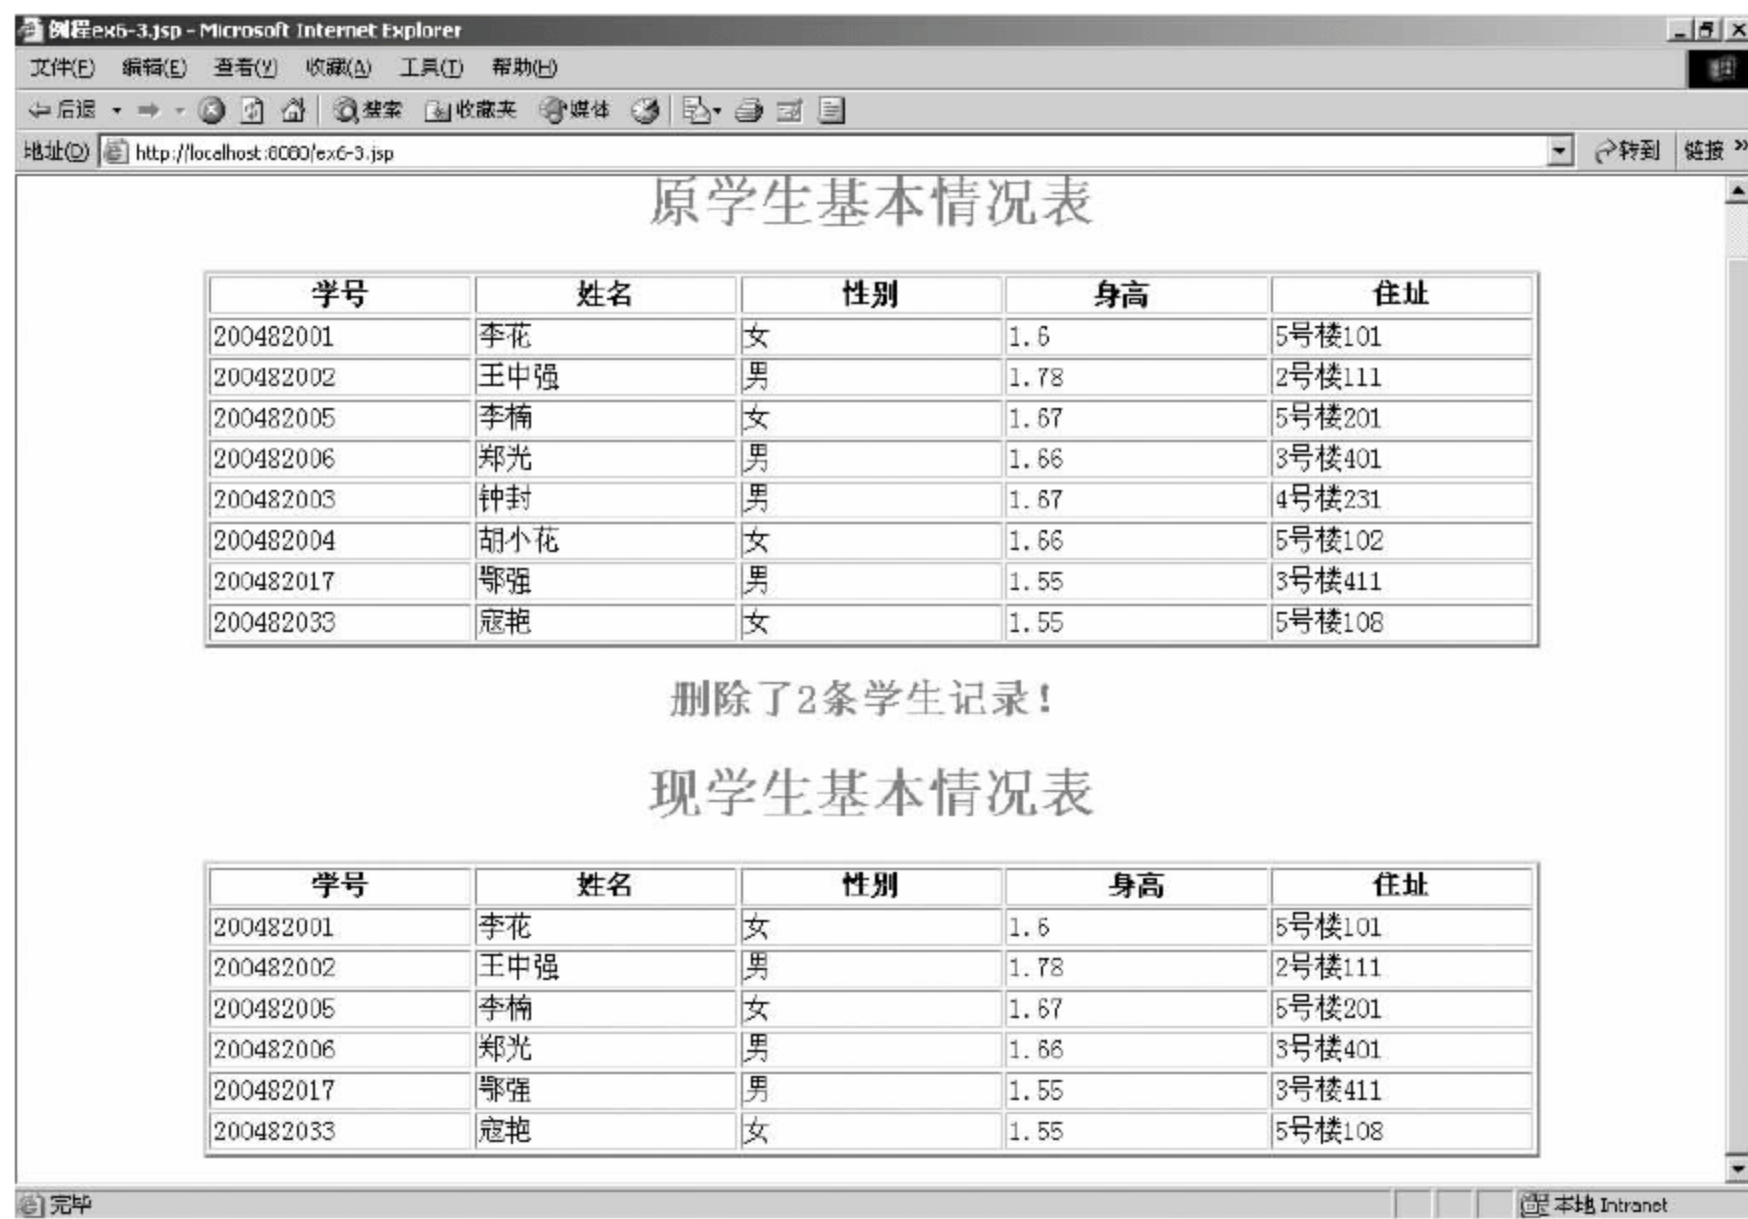 例程ex6-3.jsp - Microsoft Internet Explorer
文件(F) 编辑(E) 查看(V) 收藏(A) 工具(T) 帮助(H)
后退 搜索 收藏夹 媒体
地址(D) http://localhost:8080/ex6-3.jsp 转到 链接 »
原学生基本情况表
学号 姓名 性别 身高 住址
200482001 李花 女 1.6 5号楼101
200482002 王中强 男 1.78 2号楼111
200482005 李楠 女 1.67 5号楼201
200482006 郑光 男 1.66 3号楼401
200482003 钟封 男 1.67 4号楼231
200482004 胡小花 女 1.66 5号楼102
200482017 鄂强 男 1.55 3号楼411
200482033 寇艳 女 1.55 5号楼108
删除了2条学生记录!
现学生基本情况表
学号 姓名 性别 身高 住址
200482001 李花 女 1.6 5号楼101
200482002 王中强 男 1.78 2号楼111
200482005 李楠 女 1.67 5号楼201
200482006 郑光 男 1.66 3号楼401
200482017 鄂强 男 1.55 3号楼411
200482033 寇艳 女 1.55 5号楼108
完毕 本地 Intranet